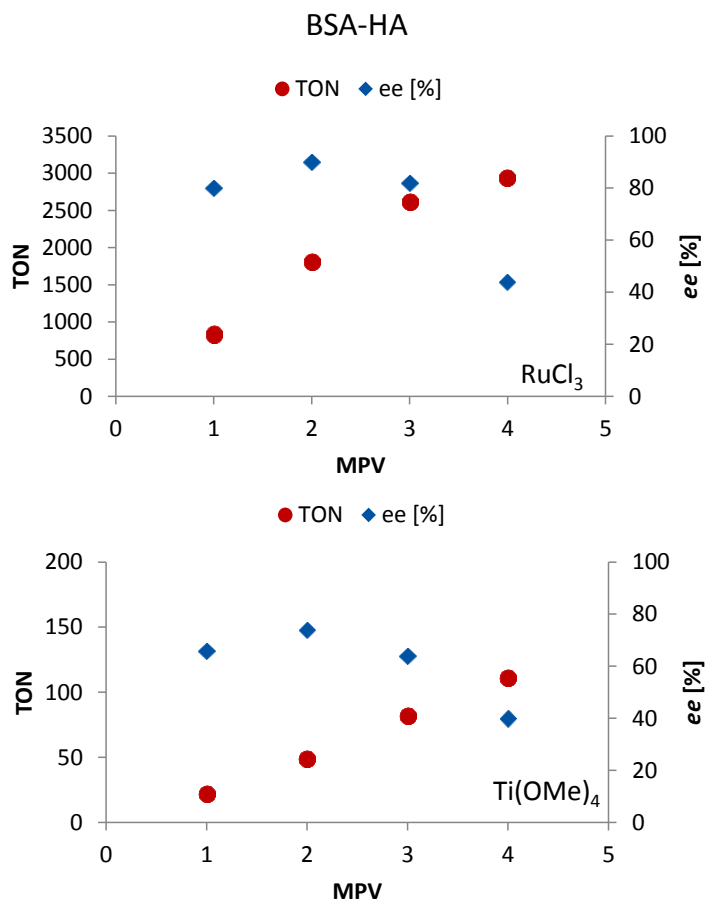 BSA-HA
TON ee [%]
3500 100
3000
2500 80
2000 60
1500 40
1000
500 20
0 0
TON
ee [%]
RuCl₃
0 1 2 3 4 5
MPV
TON ee [%]
200 100
150 80
60
100
40
50 20
0 0
TON
ee [%]
Ti(OMe)₄
0 1 2 3 4 5
MPV